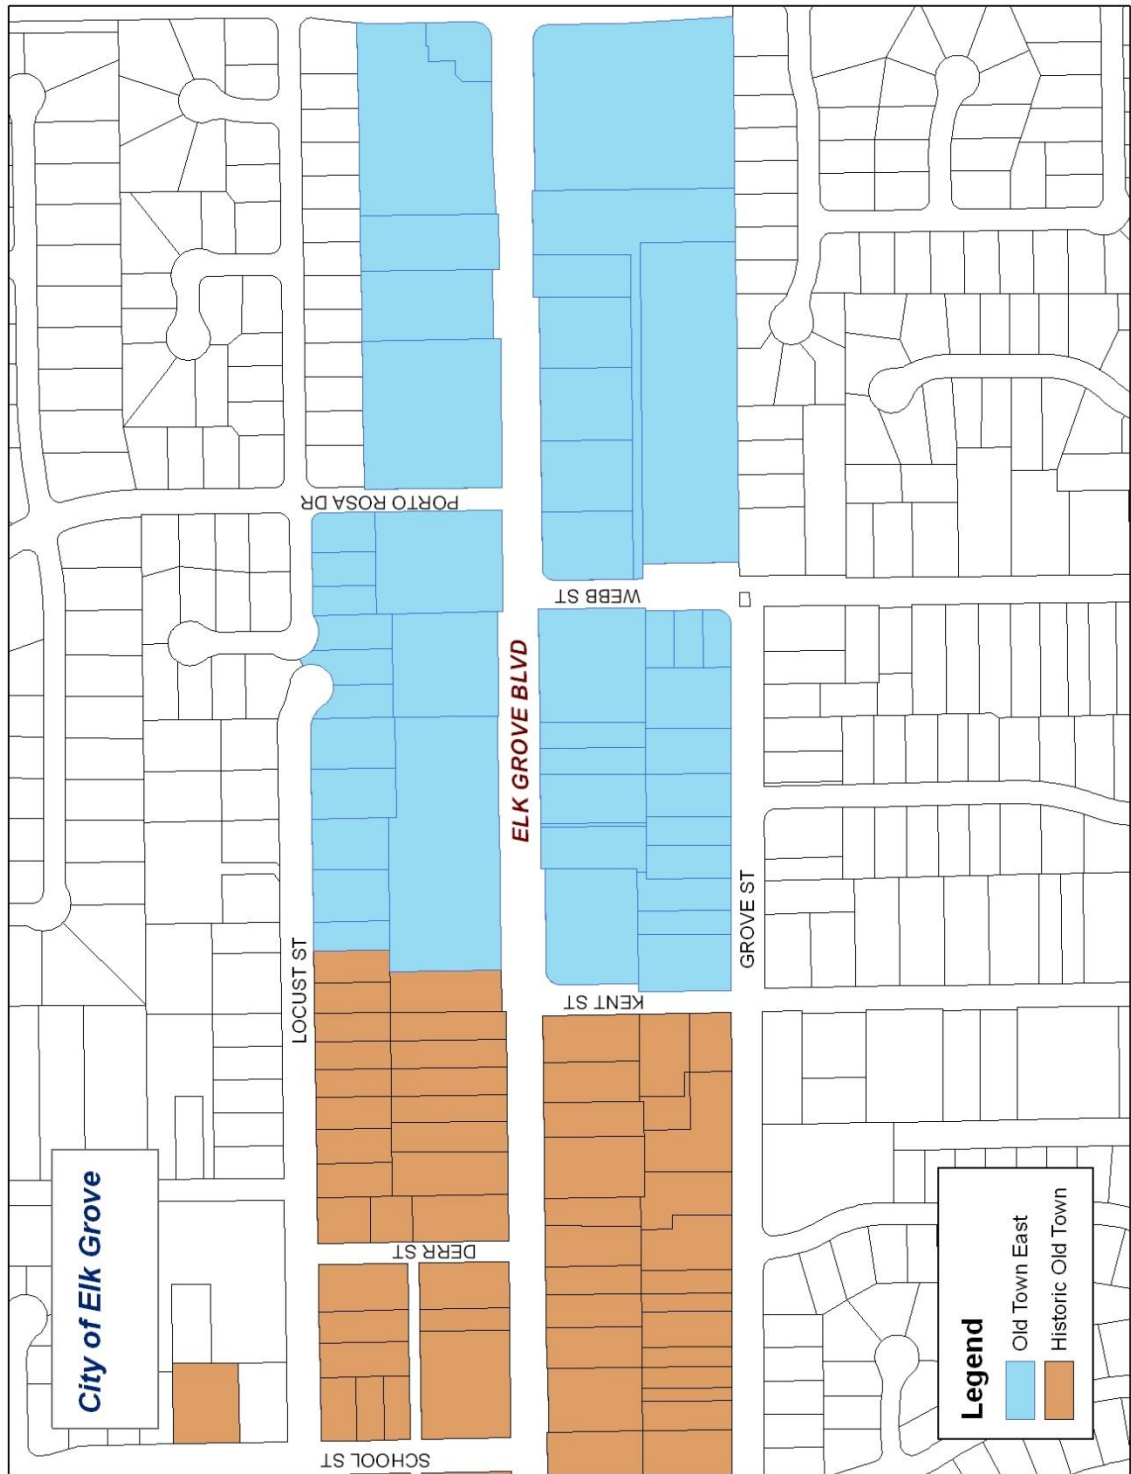 City of Elk Grove
LOCUST ST
PORTO ROSA DR
DERR ST
SCHOOL ST
ELK GROVE BLVD
WEBB ST
KENT ST
GROVE ST
Legend
Old Town East
Historic Old Town